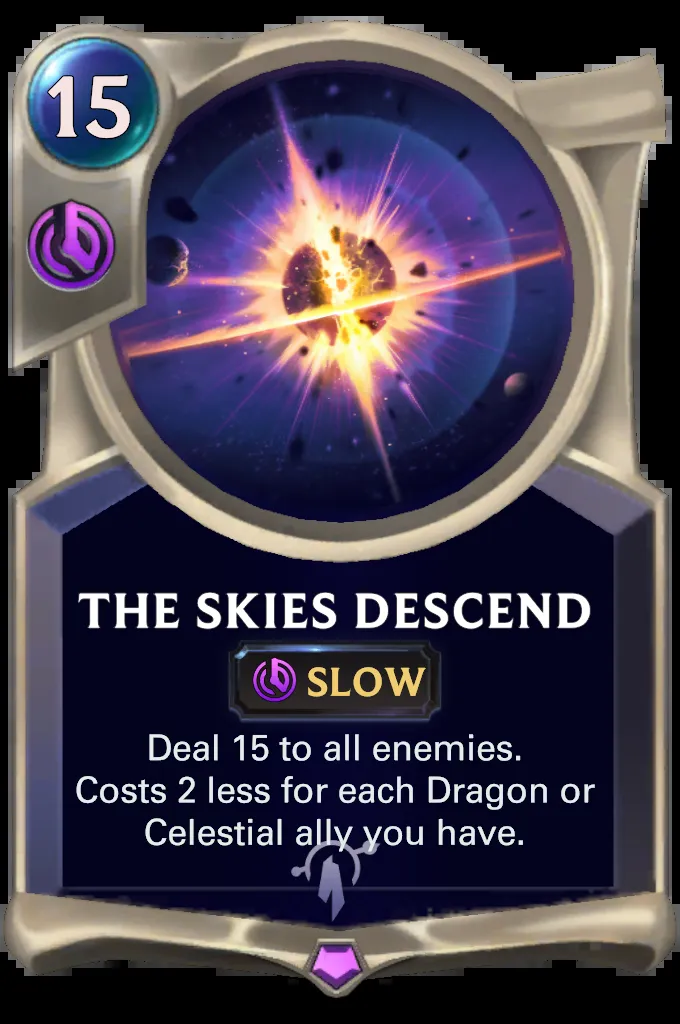 15
THE SKIES DESCEND
SLOW
Deal 15 to all enemies.
Costs 2 less for each Dragon or
Celestial ally you have.